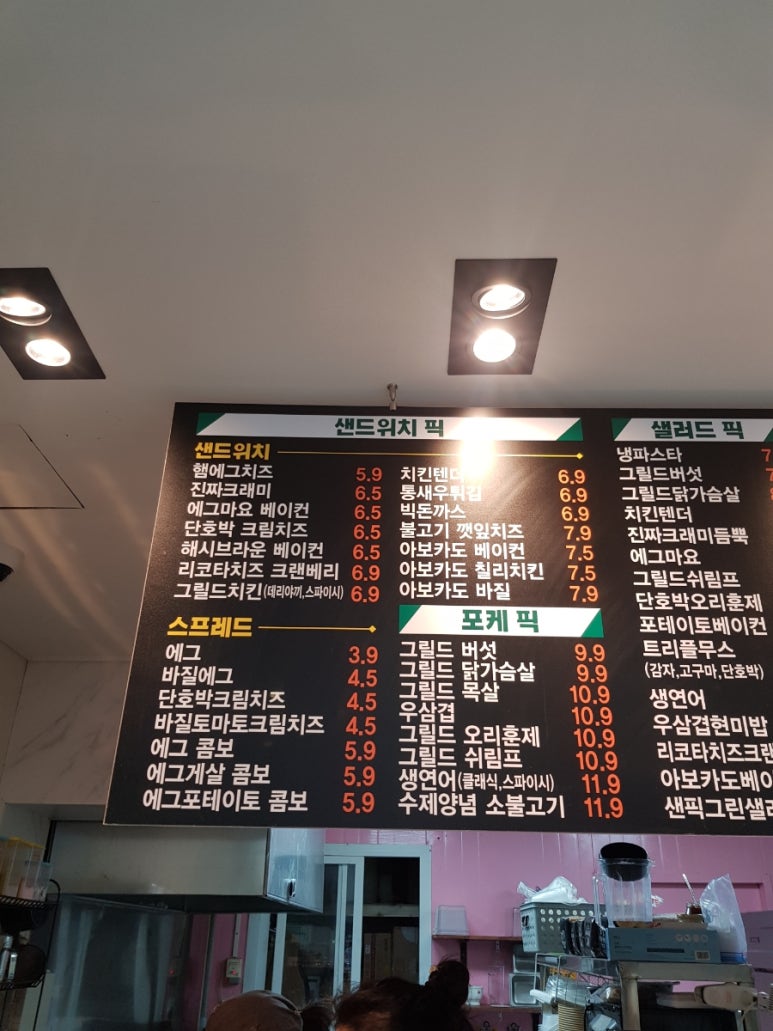 샌드위치 픽
샌드위치
햄에그치즈 5.9
진짜크래미 6.5
에그마요 베이컨 6.5
단호박 크림치즈 6.5
해시브라운 베이컨 6.5
리코타치즈 크랜베리 6.9
그릴드치킨(데리야끼,스파이시) 6.9
치킨텐더 6.9
통새우튀김 6.9
빅돈까스 6.9
불고기 깻잎치즈 7.9
아보카도 베이컨 7.5
아보카도 칠리치킨 7.5
아보카도 바질 7.9
스프레드
에그 3.9
바질에그 4.5
단호박크림치즈 4.5
바질토마토크림치즈 4.5
에그 콤보 5.9
에그게살 콤보 5.9
에그포테이토 콤보 5.9
포케 픽
그릴드 버섯 9.9
그릴드 닭가슴살 9.9
그릴드 목살 10.9
우삼겹 10.9
그릴드 오리훈제 10.9
그릴드 쉬림프 10.9
생연어(클래식,스파이시) 11.9
수제양념 소불고기 11.9
샐러드 픽
냉파스타
그릴드버섯
그릴드닭가슴살
치킨텐더
진짜크래미듬뿍
에그마요
그릴드쉬림프
단호박오리훈제
포테이토베이컨
트리플무스
(감자,고구마,단호박)
생연어
우삼겹현미밥
리코타치즈크랜
아보카도베이
샌픽그린샐러